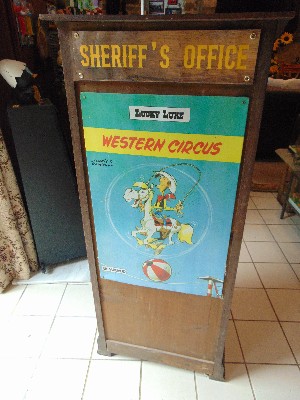 SHERIFF'S OFFICE
LUCKY LUKE
WESTERN CIRCUS